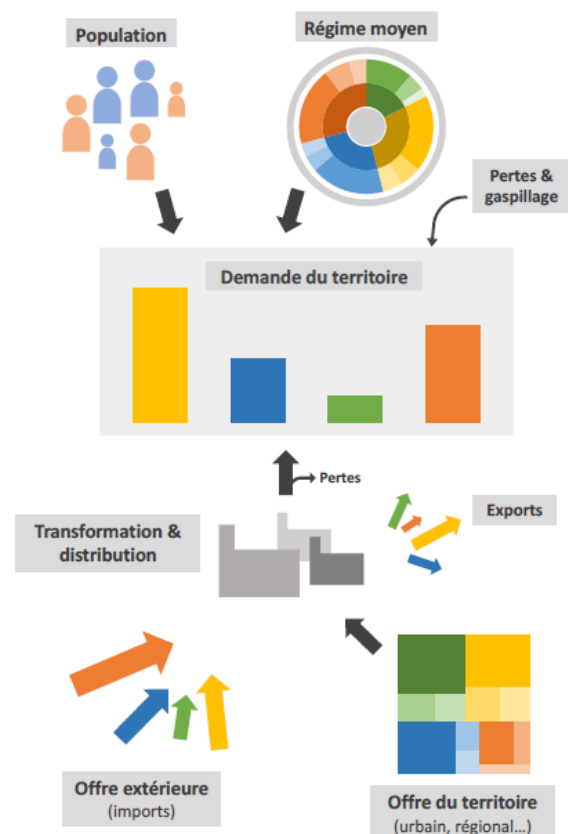 Population
Régime moyen
Pertes &
gaspillage
Demande du territoire
Pertes
Exports
Transformation &
distribution
Offre extérieure
(imports)
Offre du territoire
(urbain, régional...)